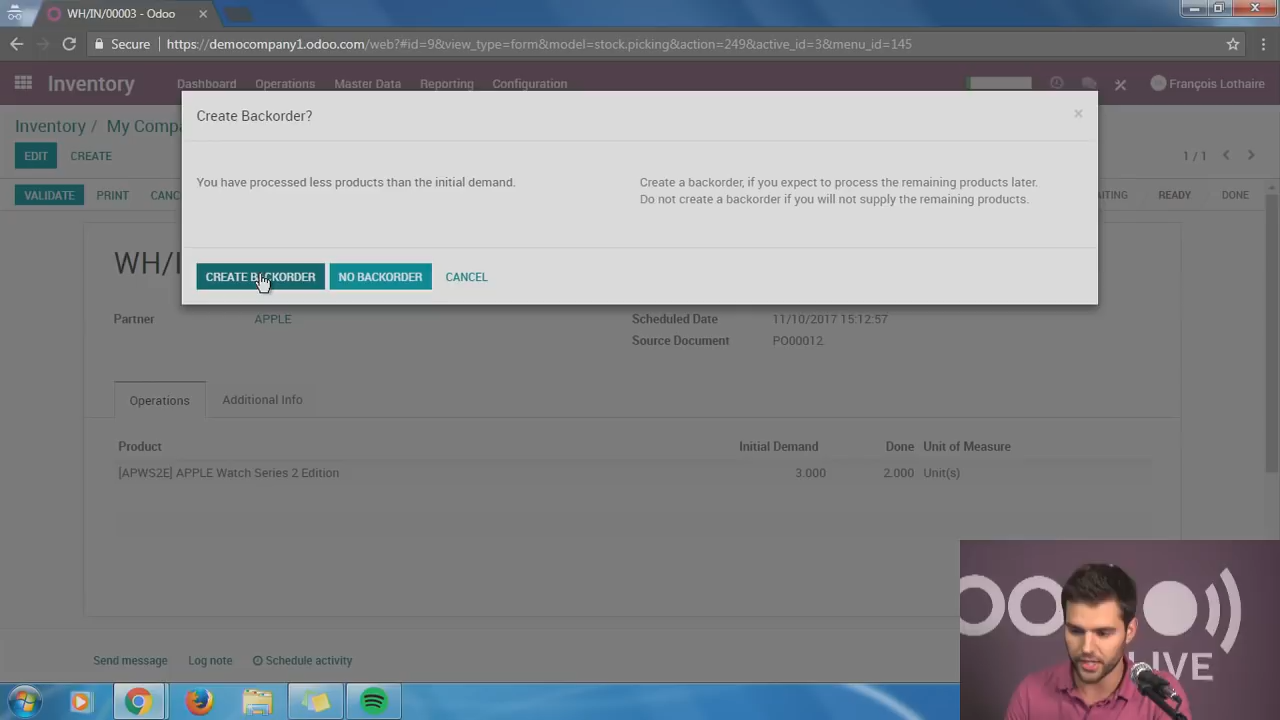 WH/IN/00003 - Odoo
Secure
https://democompany1.odoo.com/web?#id=9&view_type=form&model=stock.picking&action=249&active_id=3&menu_id=145
Inventory
Dashboard
Operations
Master Data
Reporting
Configuration
François Lothaire
Inventory / My Comp
EDIT
CREATE
1 / 1
VALIDATE
PRINT
CANC
READY
DONE
Create Backorder?
×
You have processed less products than the initial demand.
Create a backorder, if you expect to process the remaining products later.
Do not create a backorder if you will not supply the remaining products.
CREATE BACKORDER
NO BACKORDER
CANCEL
WH/I
Partner
APPLE
Scheduled Date
11/10/2017 15:12:57
Source Document
PO00012
Operations
Additional Info
Product
Initial Demand
Done
Unit of Measure
[APWS2E] APPLE Watch Series 2 Edition
3.000
2.000
Unit(s)
Send message
Log note
Schedule activity
LIVE